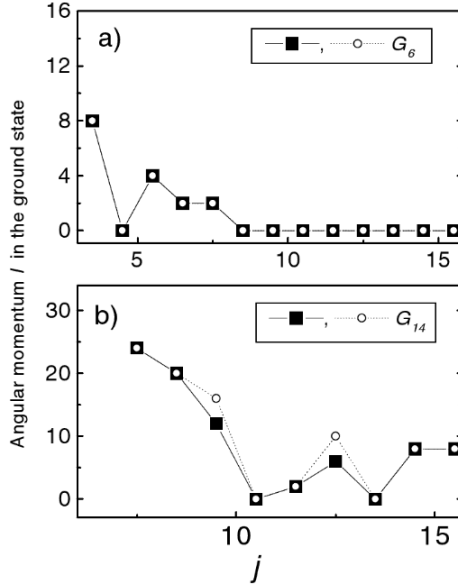 16
12
8
4
0
a)
■, ○ G6
5
10
15
Angular momentum I in the ground state
30
20
10
0
b)
■, ○ G14
10
15
j